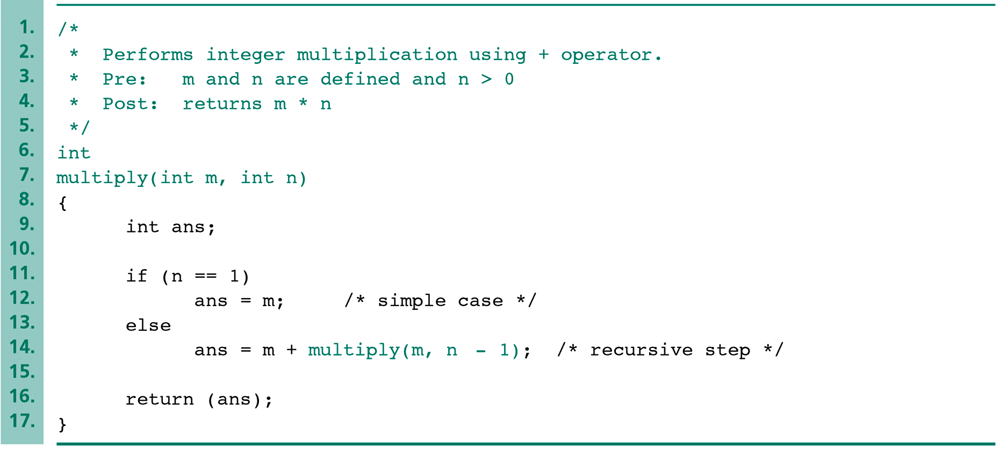 1. /*
2.  *  Performs integer multiplication using + operator.
3.  *  Pre:   m and n are defined and n > 0
4.  *  Post:  returns m * n
5.  */
6. int
7. multiply(int m, int n)
8. {
9.       int ans;
10.
11.       if (n == 1)
12.             ans = m;     /* simple case */
13.       else
14.             ans = m + multiply(m, n - 1);  /* recursive step */
15.
16.       return (ans);
17. }